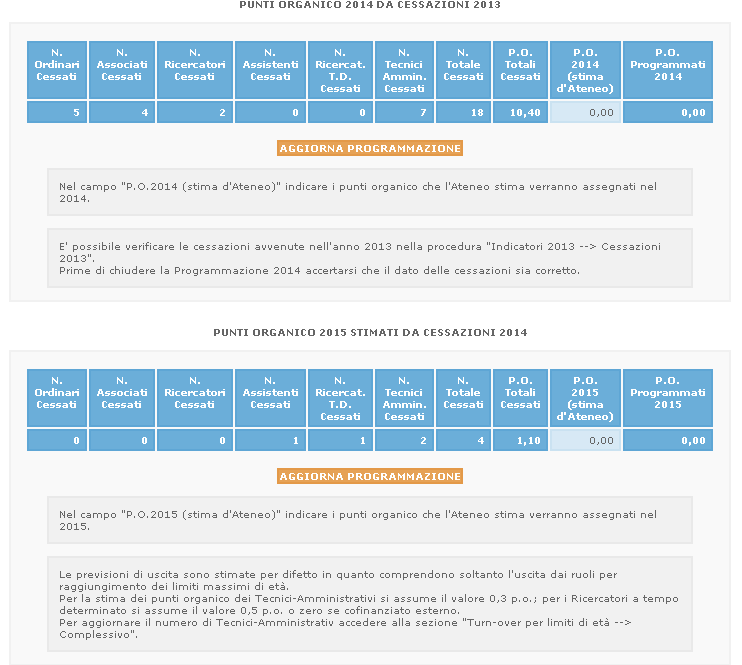 PUNTI ORGANICO 2014 DA CESSAZIONI 2013
N. Ordinari Cessati
N. Associati Cessati
N. Ricercatori Cessati
N. Assistenti Cessati
N. Ricercat. T.D. Cessati
N. Tecnici Ammin. Cessati
N. Totale Cessati
P.O. Totali Cessati
P.O. 2014 (stima d'Ateneo)
P.O. Programmati 2014
5 4 2 0 0 7 18 10,40 0,00 0,00
AGGIORNA PROGRAMMAZIONE
Nel campo "P.O.2014 (stima d'Ateneo)" indicare i punti organico che l'Ateneo stima verranno assegnati nel
2014.
E' possibile verificare le cessazioni avvenute nell'anno 2013 nella procedura "Indicatori 2013 --> Cessazioni
2013".
Prime di chiudere la Programmazione 2014 accertarsi che il dato delle cessazioni sia corretto.
PUNTI ORGANICO 2015 STIMATI DA CESSAZIONI 2014
N. Ordinari Cessati
N. Associati Cessati
N. Ricercatori Cessati
N. Assistenti Cessati
N. Ricercat. T.D. Cessati
N. Tecnici Ammin. Cessati
N. Totale Cessati
P.O. Totali Cessati
P.O. 2015 (stima d'Ateneo)
P.O. Programmati 2015
0 0 0 1 1 2 4 1,10 0,00 0,00
AGGIORNA PROGRAMMAZIONE
Nel campo "P.O.2015 (stima d'Ateneo)" indicare i punti organico che l'Ateneo stima verranno assegnati nel
2015.
Le previsioni di uscita sono stimate per difetto in quanto comprendono soltanto l'uscita dai ruoli per
raggiungimento dei limiti massimi di età.
Per la stima dei punti organico dei Tecnici-Amministrativi si assume il valore 0,3 p.o.; per i Ricercatori a tempo
determinato si assume il valore 0,5 p.o. o zero se cofinanziato esterno.
Per aggiornare il numero di Tecnici-Amministrativ accedere alla sezione "Turn-over per limiti di età -->
Complessivo".